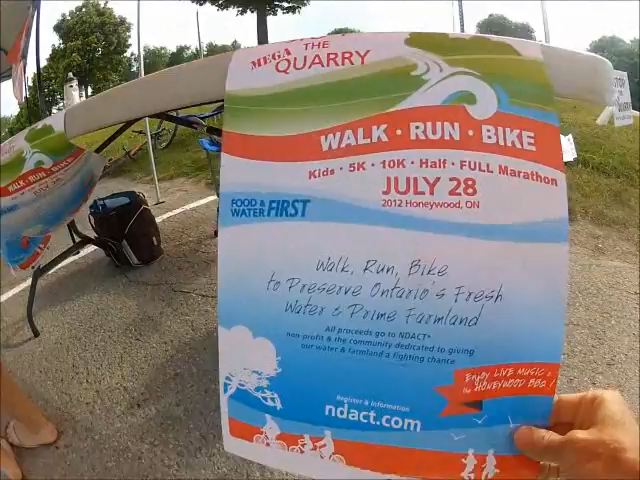 MEGA THE
QUARRY
WALK • RUN • BIKE
Kids • 5K • 10K • Half • FULL Marathon
JULY 28
2012 Honeywood, ON
FOOD &
WATER FIRST
Walk, Run, Bike
to Preserve Ontario's Fresh
Water & Prime Farmland
All proceeds go to NDACT*
non profit & the community dedicated to giving
our water & farmland a fighting chance
Enjoy LIVE MUSIC &
the HONEYWOOD BBQ!
Register & Information
ndact.com
WALK • RUN • BIKE